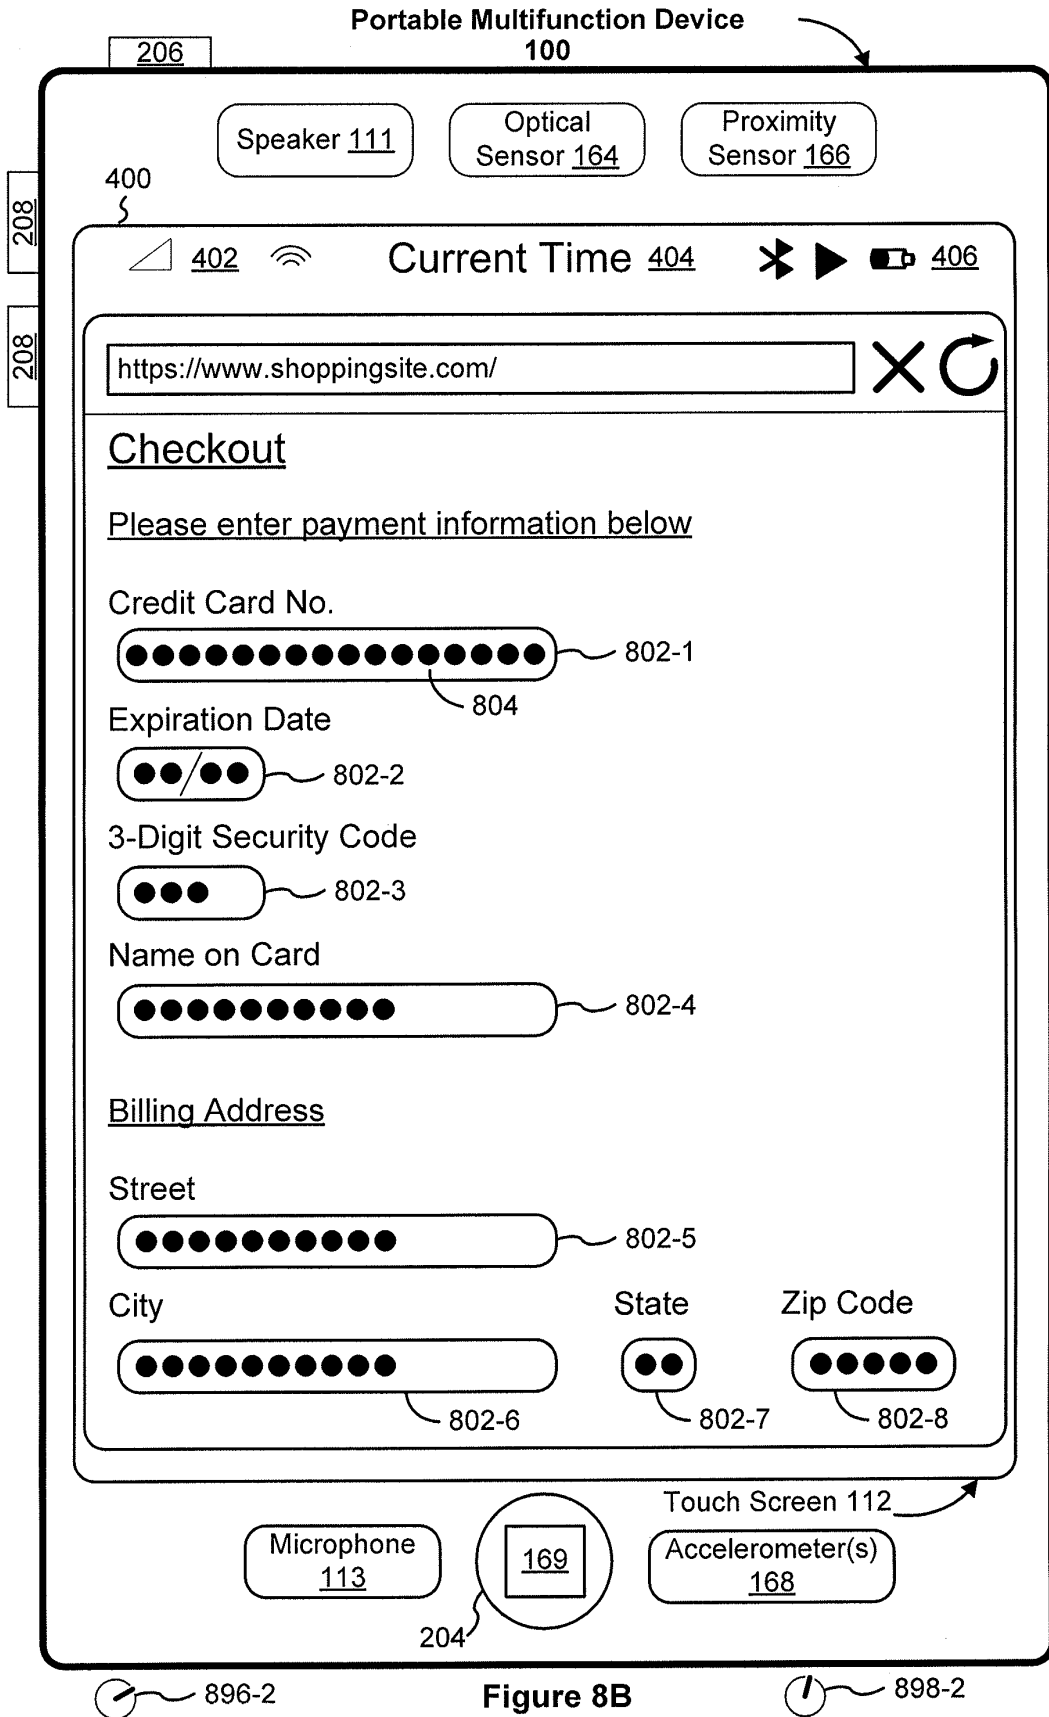 Portable Multifunction Device
100
206
Speaker 111
Optical
Sensor 164
Proximity
Sensor 166
400
208
402
Current Time 404
406
208
https://www.shoppingsite.com/
Checkout
Please enter payment information below
Credit Card No.
802-1
804
Expiration Date
/
802-2
3-Digit Security Code
802-3
Name on Card
802-4
Billing Address
Street
802-5
City State Zip Code
802-6 802-7 802-8
Touch Screen 112
Microphone
113
169
Accelerometer(s)
168
204
896-2
Figure 8B
898-2